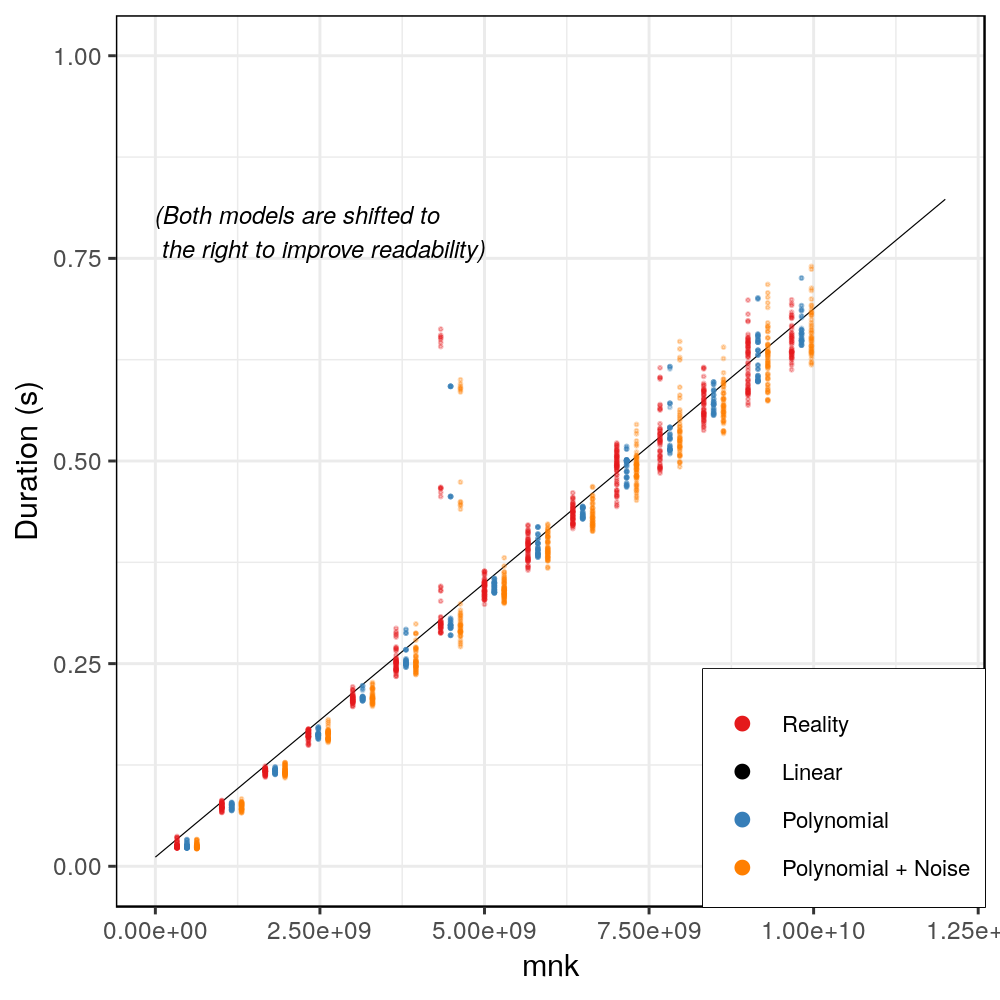 1.00
(Both models are shifted to
the right to improve readability)
0.75
0.50
0.25
0.00
Duration (s)
Reality
Linear
Polynomial
Polynomial + Noise
0.00e+00 2.50e+09 5.00e+09 7.50e+09 1.00e+10 1.25e+
mnk